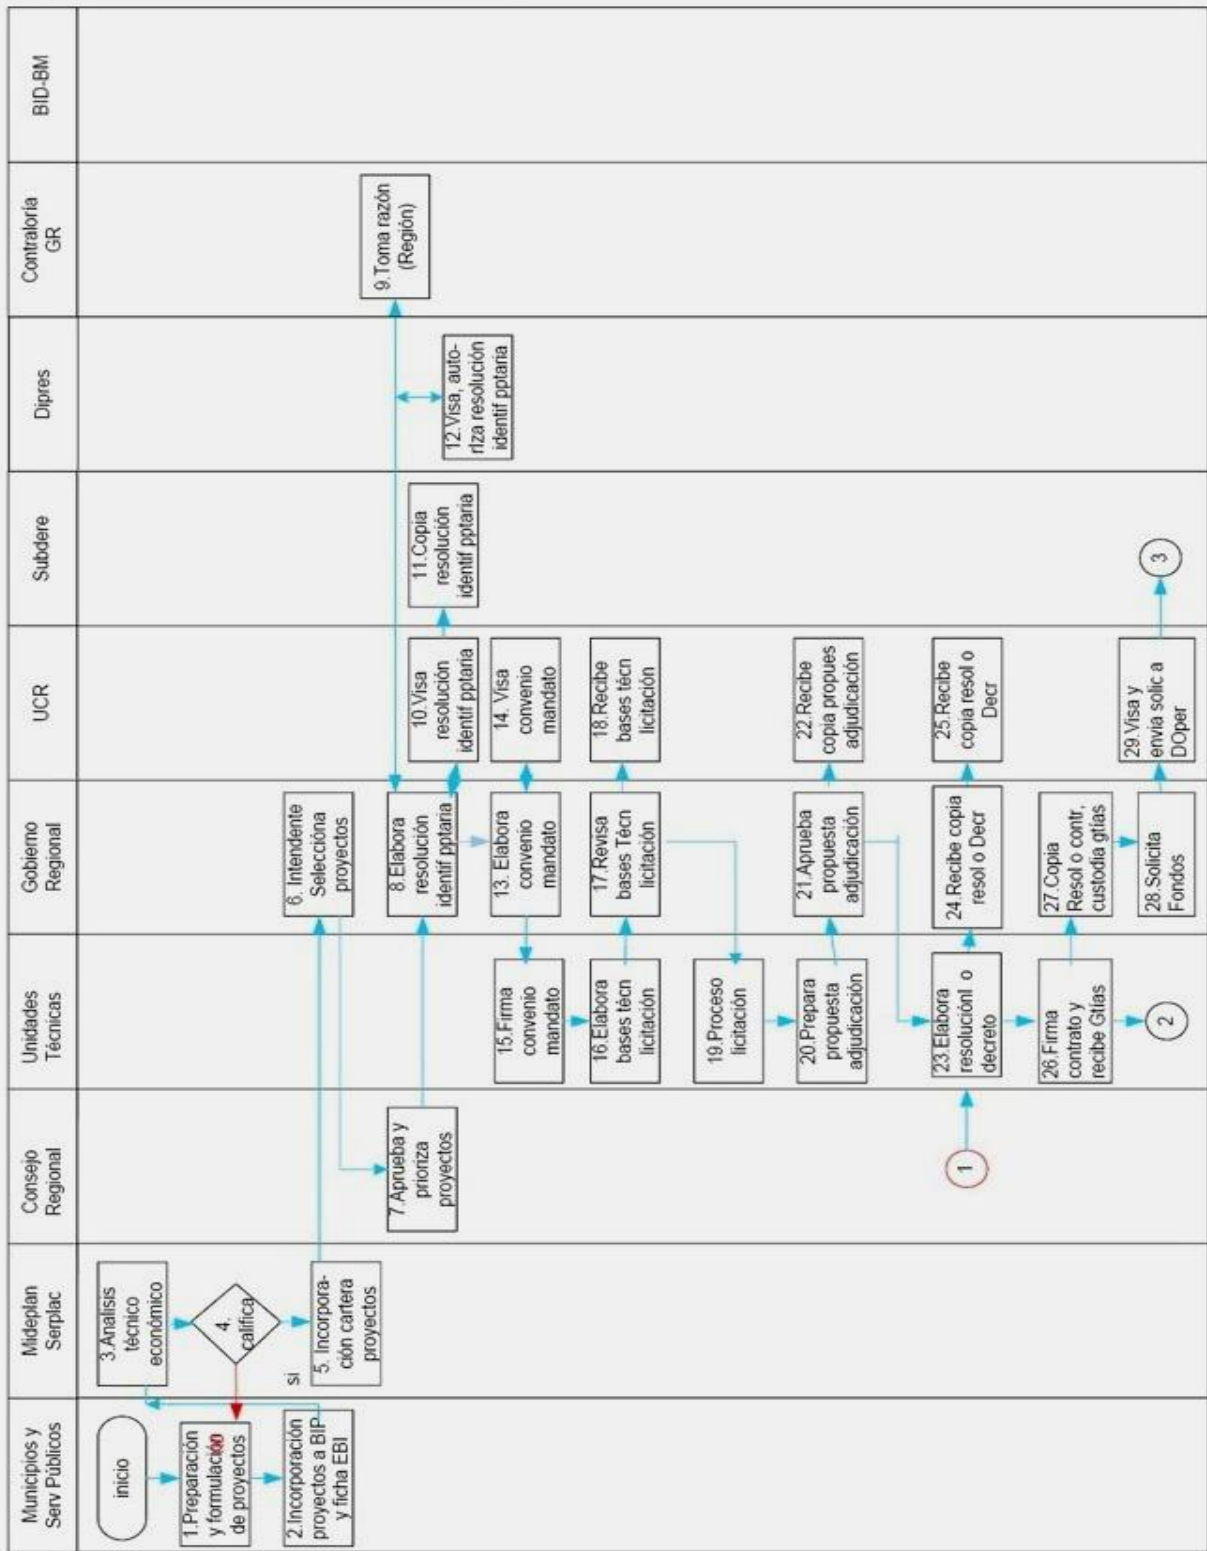 Municipios y
Serv Públicos
Mideplan
Serplac
Consejo
Regional
Unidades
Técnicas
Gobierno
Regional
UCR
Subdere
Dipres
Contraloría
GR
BID-BM
inicio
1.Preparación
y formulación
de proyectos
2.Incorporación
proyectos a BIP
y ficha EBI
3.Analisis
técnico
económico
4.
califica
si
5. Incorpora-
ción cartera
proyectos
6. Intendente
Seleccióna
proyectos
7.Aprueba y
prioriza
proyectos
8.Elabora
resolución
identif pptaria
9.Toma razón
(Región)
10.Visa
resolución
identif pptaria
11.Copia
resolución
identif pptaria
12.Visa, auto-
riza resolución
identif pptaria
13. Elabora
convenio
mandato
14. Visa
convenio
mandato
15.Firma
convenio
mandato
16.Elabora
bases técn
licitación
17.Revisa
bases Técn
licitación
18.Recibe
bases técn
licitación
19.Proceso
licitación
20.Prepara
propuesta
adjudicación
21.Aprueba
propuesta
adjudicación
22.Recibe
copia propues
adjudicación
1
23.Elabora
resoluciónl o
decreto
24.Recibe copia
resol o Decr
25.Recibe
copia resol o
Decr
26.Firma
contrato y
recibe Gtías
27.Copia
Resol o contr,
custodia gtías
28.Solicita
Fondos
29.Visa y
envia solic a
DOper
2
3